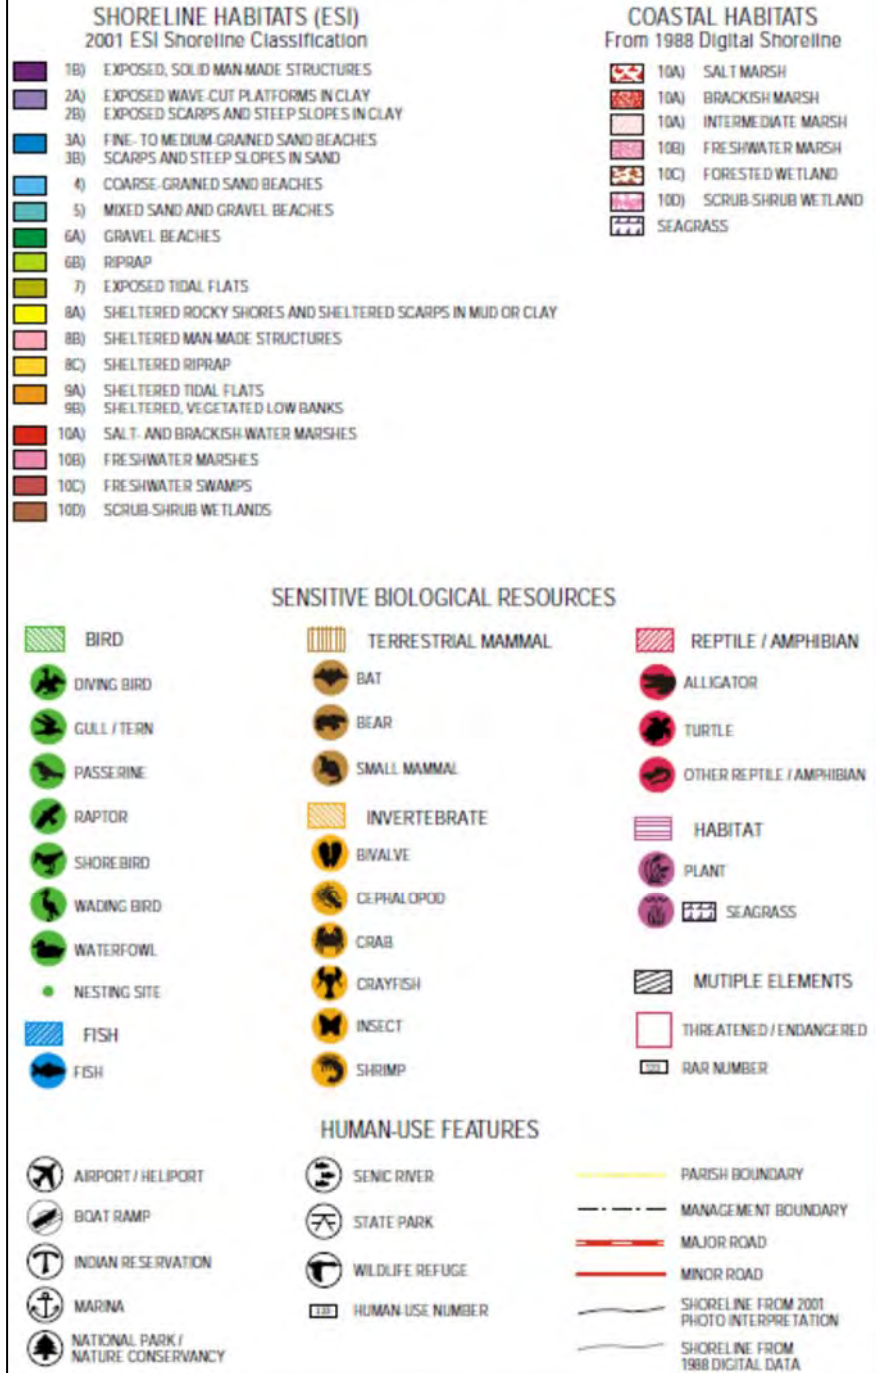 SHORELINE HABITATS (ESI)
2001 ESI Shoreline Classification
1B) EXPOSED, SOLID MAN-MADE STRUCTURES
2A) EXPOSED WAVE-CUT PLATFORMS IN CLAY
2B) EXPOSED SCARPS AND STEEP SLOPES IN CLAY
3A) FINE- TO MEDIUM-GRAINED SAND BEACHES
3B) SCARPS AND STEEP SLOPES IN SAND
4) COARSE-GRAINED SAND BEACHES
5) MIXED SAND AND GRAVEL BEACHES
6A) GRAVEL BEACHES
6B) RIPRAP
7) EXPOSED TIDAL FLATS
8A) SHELTERED ROCKY SHORES AND SHELTERED SCARPS IN MUD OR CLAY
8B) SHELTERED MAN-MADE STRUCTURES
8C) SHELTERED RIPRAP
9A) SHELTERED TIDAL FLATS
9B) SHELTERED, VEGETATED LOW BANKS
10A) SALT- AND BRACKISH-WATER MARSHES
10B) FRESHWATER MARSHES
10C) FRESHWATER SWAMPS
10D) SCRUB-SHRUB WETLANDS
COASTAL HABITATS
From 1988 Digital Shoreline
10A) SALT MARSH
10A) BRACKISH MARSH
10A) INTERMEDIATE MARSH
10B) FRESHWATER MARSH
10C) FORESTED WETLAND
10D) SCRUB-SHRUB WETLAND
SEAGRASS
SENSITIVE BIOLOGICAL RESOURCES
BIRD
DIVING BIRD
GULL / TERN
PASSERINE
RAPTOR
SHOREBIRD
WADING BIRD
WATERFOWL
NESTING SITE
FISH
FISH
TERRESTRIAL MAMMAL
BAT
BEAR
SMALL MAMMAL
INVERTEBRATE
BIVALVE
CEPHALOPOD
CRAB
CRAYFISH
INSECT
SHRIMP
REPTILE / AMPHIBIAN
ALLIGATOR
TURTLE
OTHER REPTILE / AMPHIBIAN
HABITAT
PLANT
SEAGRASS
MUTIPLE ELEMENTS
THREATENED / ENDANGERED
RAR NUMBER
HUMAN-USE FEATURES
AIRPORT / HELIPORT
BOAT RAMP
INDIAN RESERVATION
MARINA
NATIONAL PARK /
NATURE CONSERVANCY
SENIC RIVER
STATE PARK
WILDLIFE REFUGE
HUMAN-USE NUMBER
PARISH BOUNDARY
MANAGEMENT BOUNDARY
MAJOR ROAD
MINOR ROAD
SHORELINE FROM 2001
PHOTO INTERPRETATION
SHORELINE FROM
1988 DIGITAL DATA